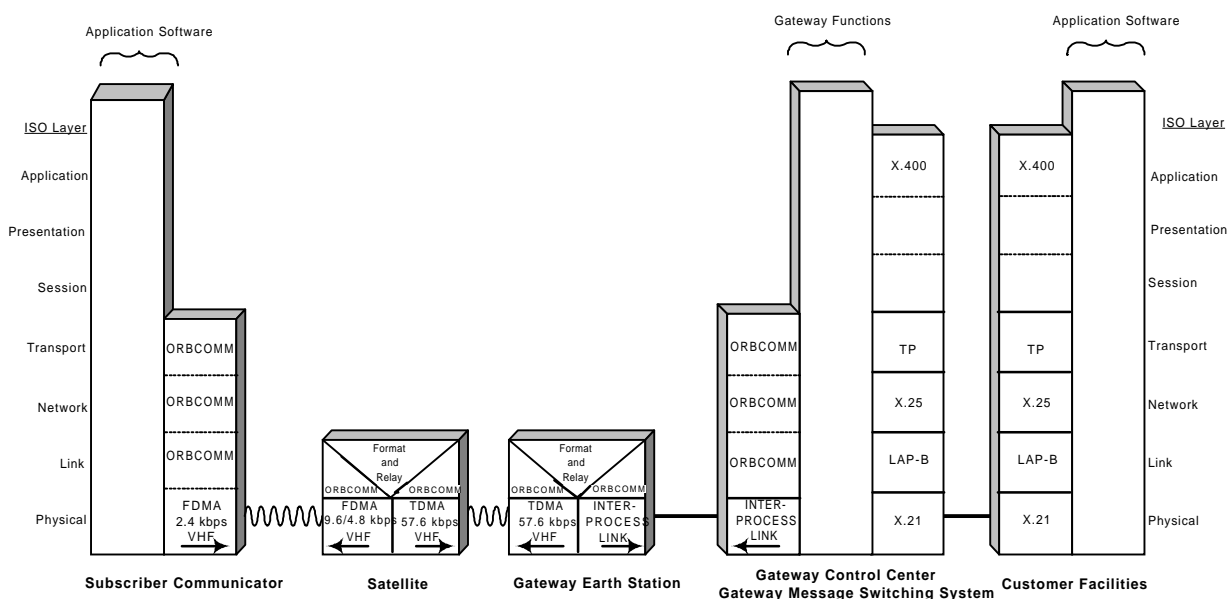 Application Software
Gateway Functions
Application Software
ISO Layer
Application
Presentation
Session
Transport
Network
Link
Physical
ORBCOMM
ORBCOMM
ORBCOMM
FDMA
2.4 kbps
VHF
Subscriber Communicator
Format
and
Relay
ORBCOMM
ORBCOMM
FDMA
9.6/4.8 kbps
VHF
TDMA
57.6 kbps
VHF
Satellite
Format
and
Relay
ORBCOMM
ORBCOMM
TDMA
57.6 kbps
VHF
INTER-
PROCESS
LINK
Gateway Earth Station
ORBCOMM
ORBCOMM
ORBCOMM
INTER-
PROCESS
LINK
X.400
TP
X.25
LAP-B
X.21
Gateway Control Center
Gateway Message Switching System
X.400
TP
X.25
LAP-B
X.21
Customer Facilities
ISO Layer
Application
Presentation
Session
Transport
Network
Link
Physical